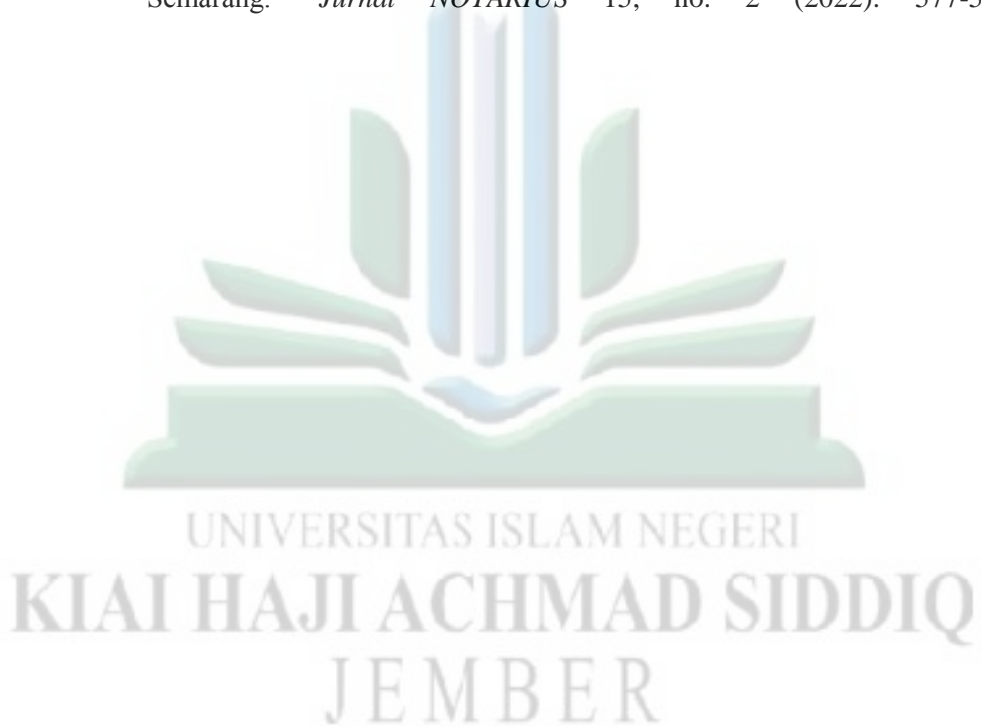 Semarang." Jurnal NOTARIUS 15, no. 2 (2022):
UNIVERSITAS ISLAM NEGERI
KIAI HAJI ACHMAD SIDDIQ
JEMBER